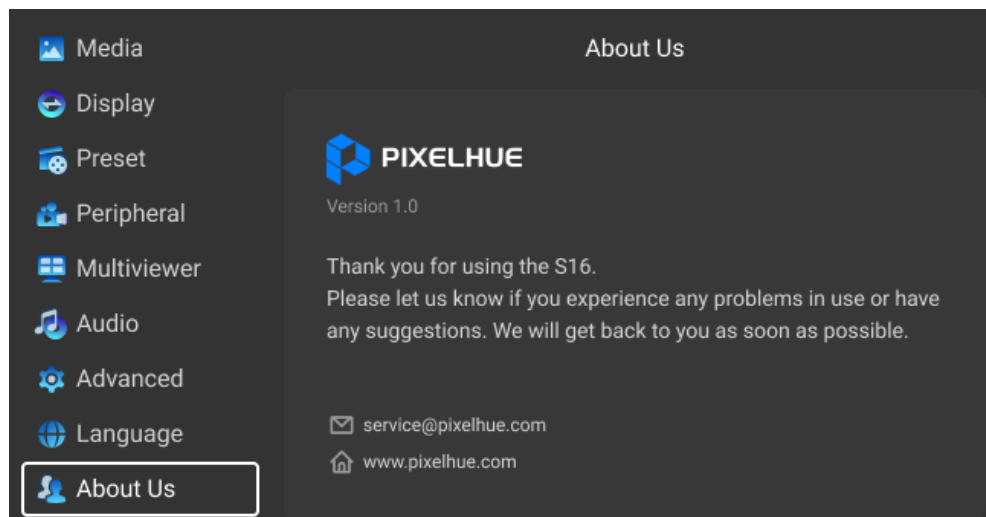 Media
Display
Preset
Peripheral
Multiviewer
Audio
Advanced
Language
About Us
About Us
PIXELHUE
Version 1.0
Thank you for using the S16.
Please let us know if you experience any problems in use or have
any suggestions. We will get back to you as soon as possible.
service@pixelhue.com
www.pixelhue.com